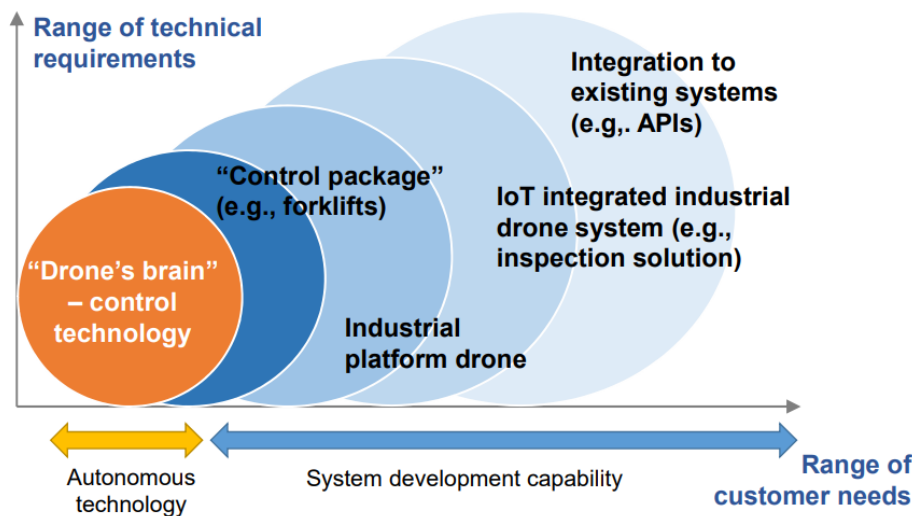 Range of technical
requirements
Integration to
existing systems
(e.g,. APIs)
“Control package”
(e.g., forklifts)
IoT integrated industrial
drone system (e.g.,
inspection solution)
“Drone’s brain”
– control
technology
Industrial
platform drone
Autonomous
technology
System development capability
Range of
customer needs